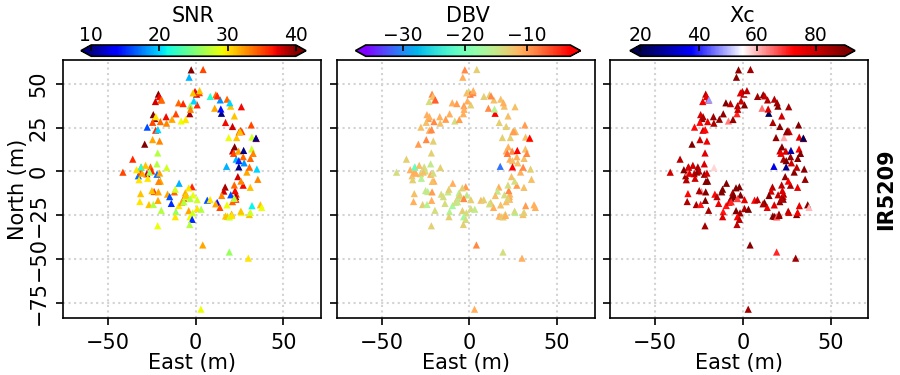 SNR DBV Xc
10 20 30 40 −30 −20 −10 20 40 60 80
50
25
0
−25
−50
−75
North (m)
−50 0 50 −50 0 50 −50 0 50
East (m) East (m) East (m)
IR5209